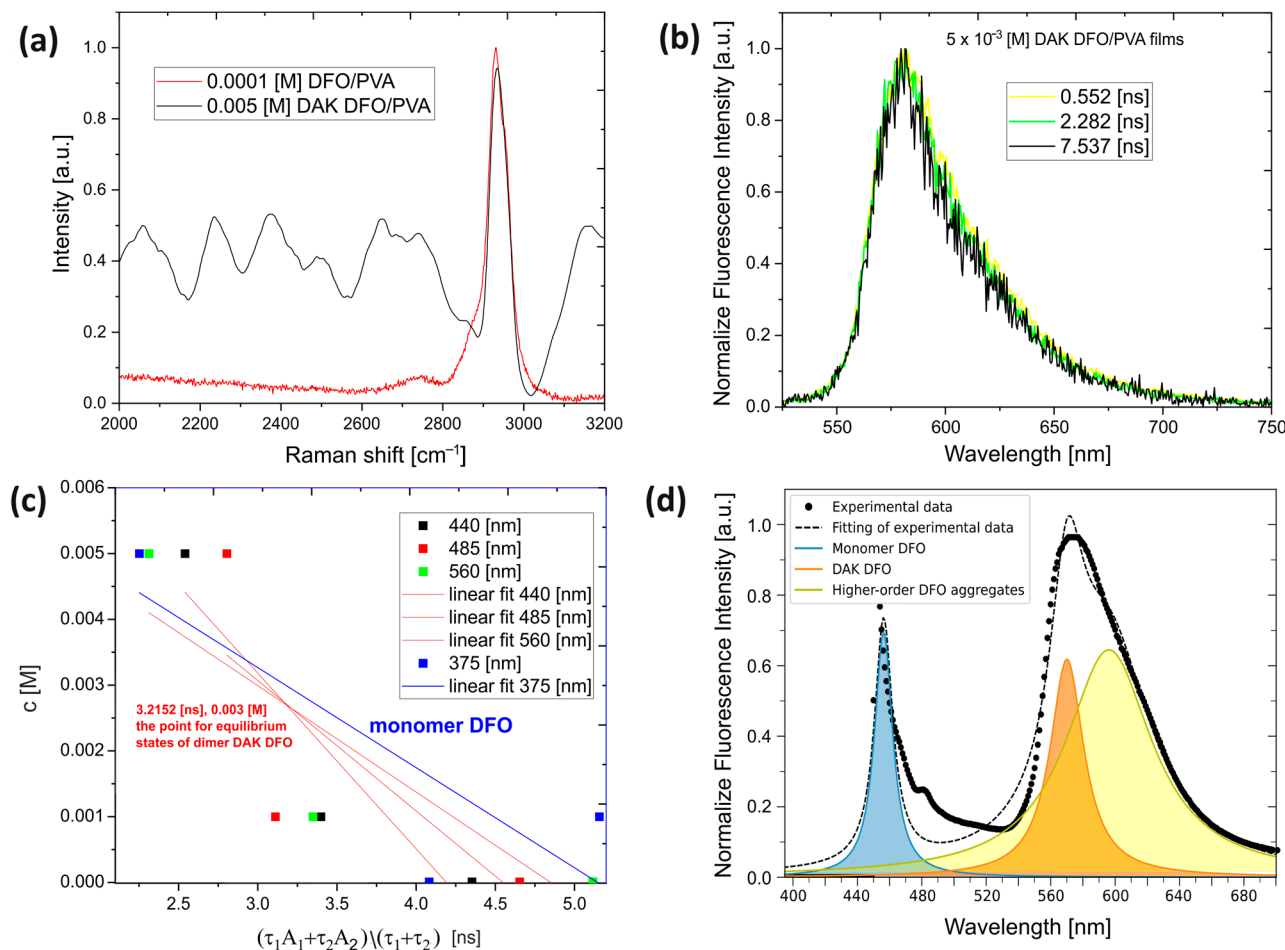 (a)
Intensity [a.u.]
1.0
0.8
0.6
0.4
0.2
0.0
0.0001 [M] DFO/PVA
0.005 [M] DAK DFO/PVA
2000 2200 2400 2600 2800 3000 3200
Raman shift [cm⁻¹]
(b)
Normalize Fluorescence Intensity [a.u.]
1.0
0.8
0.6
0.4
0.2
0.0
5 x 10⁻³ [M] DAK DFO/PVA films
0.552 [ns]
2.282 [ns]
7.537 [ns]
550 600 650 700 750
Wavelength [nm]
(c)
c [M]
0.006
0.005
0.004
0.003
0.002
0.001
0.000
440 [nm]
485 [nm]
560 [nm]
linear fit 440 [nm]
linear fit 485 [nm]
linear fit 560 [nm]
375 [nm]
linear fit 375 [nm]
3.2152 [ns], 0.003 [M]
the point for equilibrium
states of dimer DAK DFO
monomer DFO
2.5 3.0 3.5 4.0 4.5 5.0
(τ₁A₁+τ₂A₂)\(τ₁+τ₂) [ns]
(d)
Normalize Fluorescence Intensity [a.u.]
1.0
0.8
0.6
0.4
0.2
0.0
Experimental data
Fitting of experimental data
Monomer DFO
DAK DFO
Higher-order DFO aggregates
400 440 480 520 560 600 640 680
Wavelength [nm]